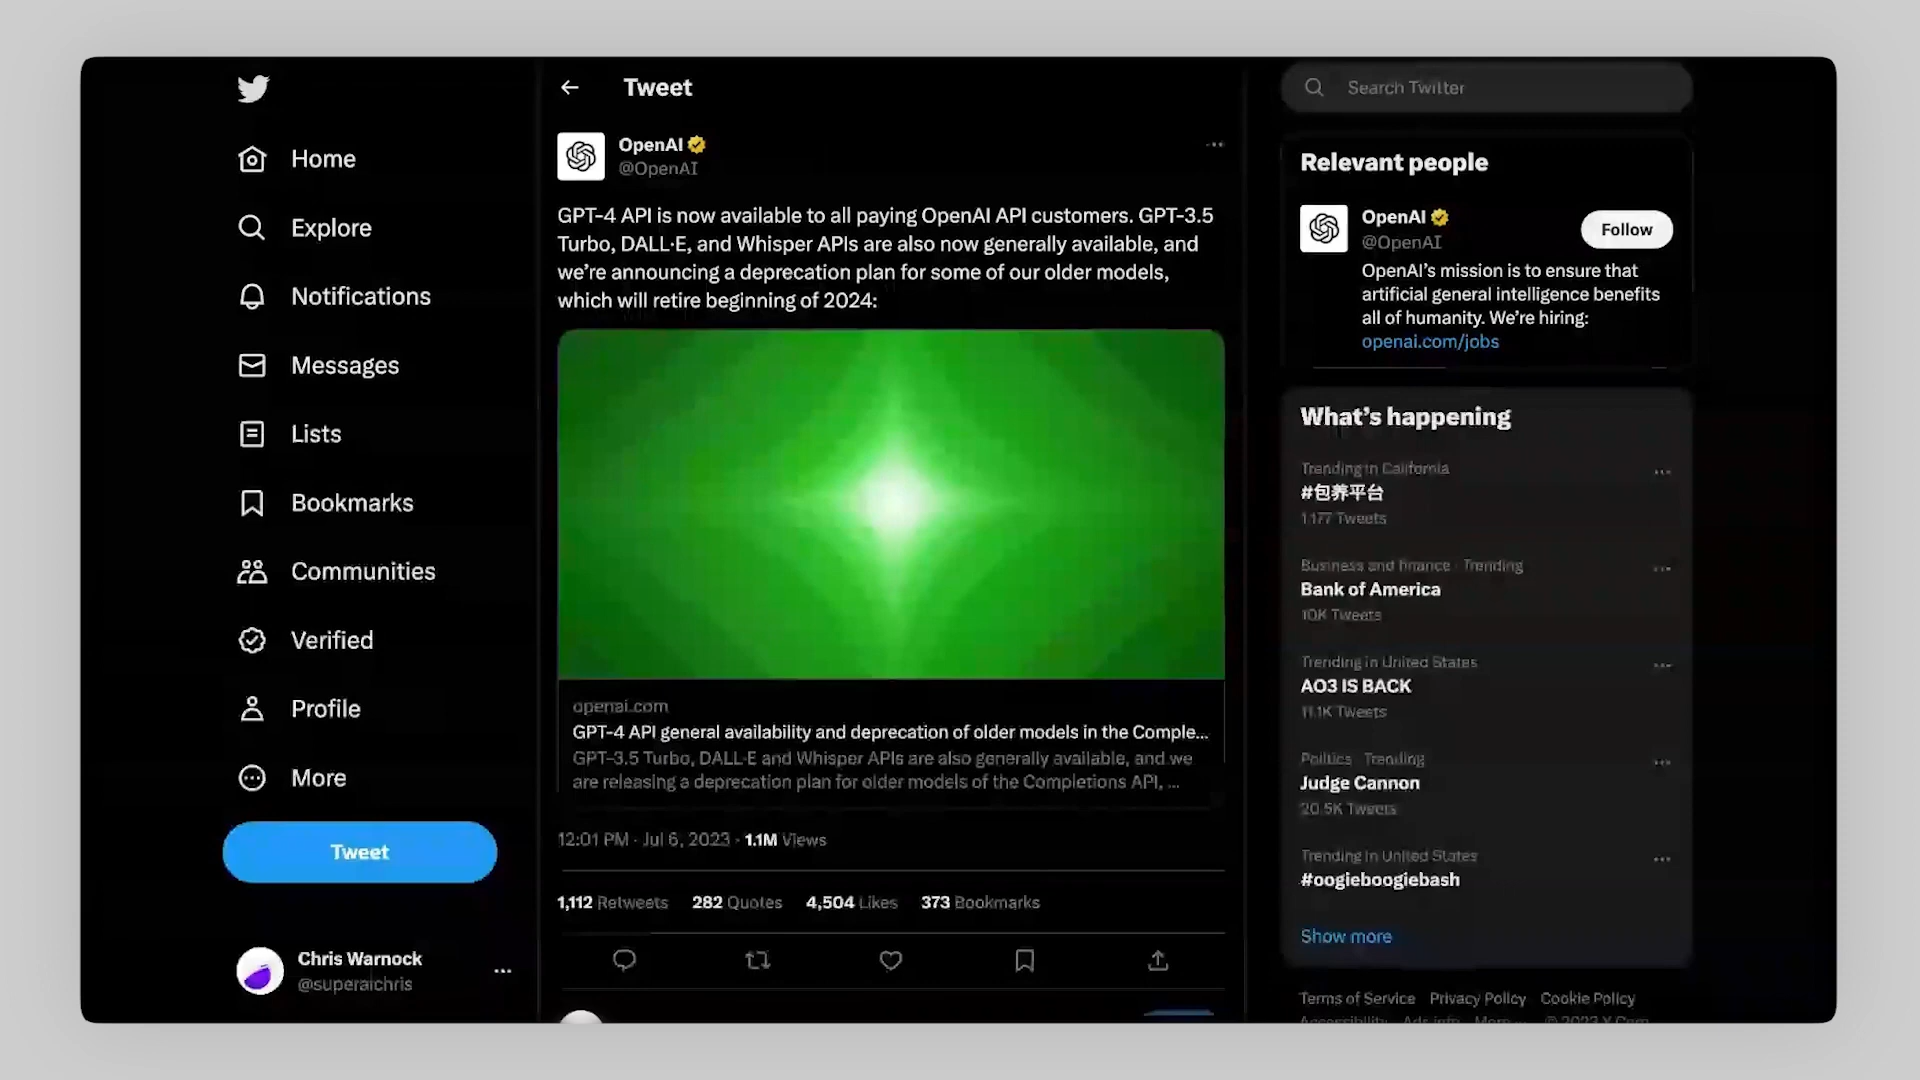 Home
Explore
Notifications
Messages
Lists
Bookmarks
Communities
Verified
Profile
More
Tweet
Chris Warnock
@superaichris
Tweet
OpenAI
@OpenAI
GPT-4 API is now available to all paying OpenAI API customers. GPT-3.5
Turbo, DALL·E, and Whisper APIs are also now generally available, and
we’re announcing a deprecation plan for some of our older models,
which will retire beginning of 2024:
openai.com
GPT-4 API general availability and deprecation of older models in the Comple...
GPT-3.5 Turbo, DALL·E and Whisper APIs are also generally available, and we
are releasing a deprecation plan for older models of the Completions API, ...
12:01 PM · Jul 6, 2023 · 1.1M Views
1,112 Retweets 282 Quotes 4,504 Likes 373 Bookmarks
Search Twitter
Relevant people
OpenAI
@OpenAI
Follow
OpenAI’s mission is to ensure that
artificial general intelligence benefits
all of humanity. We’re hiring:
openai.com/jobs
What’s happening
Trending in California
#包养平台
1,177 Tweets
Business and finance · Trending
Bank of America
10K Tweets
Trending in United States
AO3 IS BACK
11.1K Tweets
Politics · Trending
Judge Cannon
20.5K Tweets
Trending in United States
#oogieboogiebash
Show more
Terms of Service Privacy Policy Cookie Policy
Accessibility Ads info More ... © 2023 X Corp.